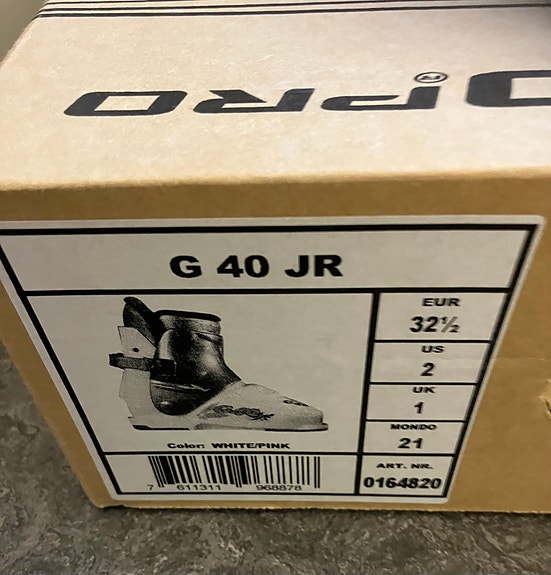 PRO
G 40 JR
EUR
32½
US
2
UK
1
MONDO
21
Color: WHITE/PINK
ART. NR.
0164820
7 611311 968878